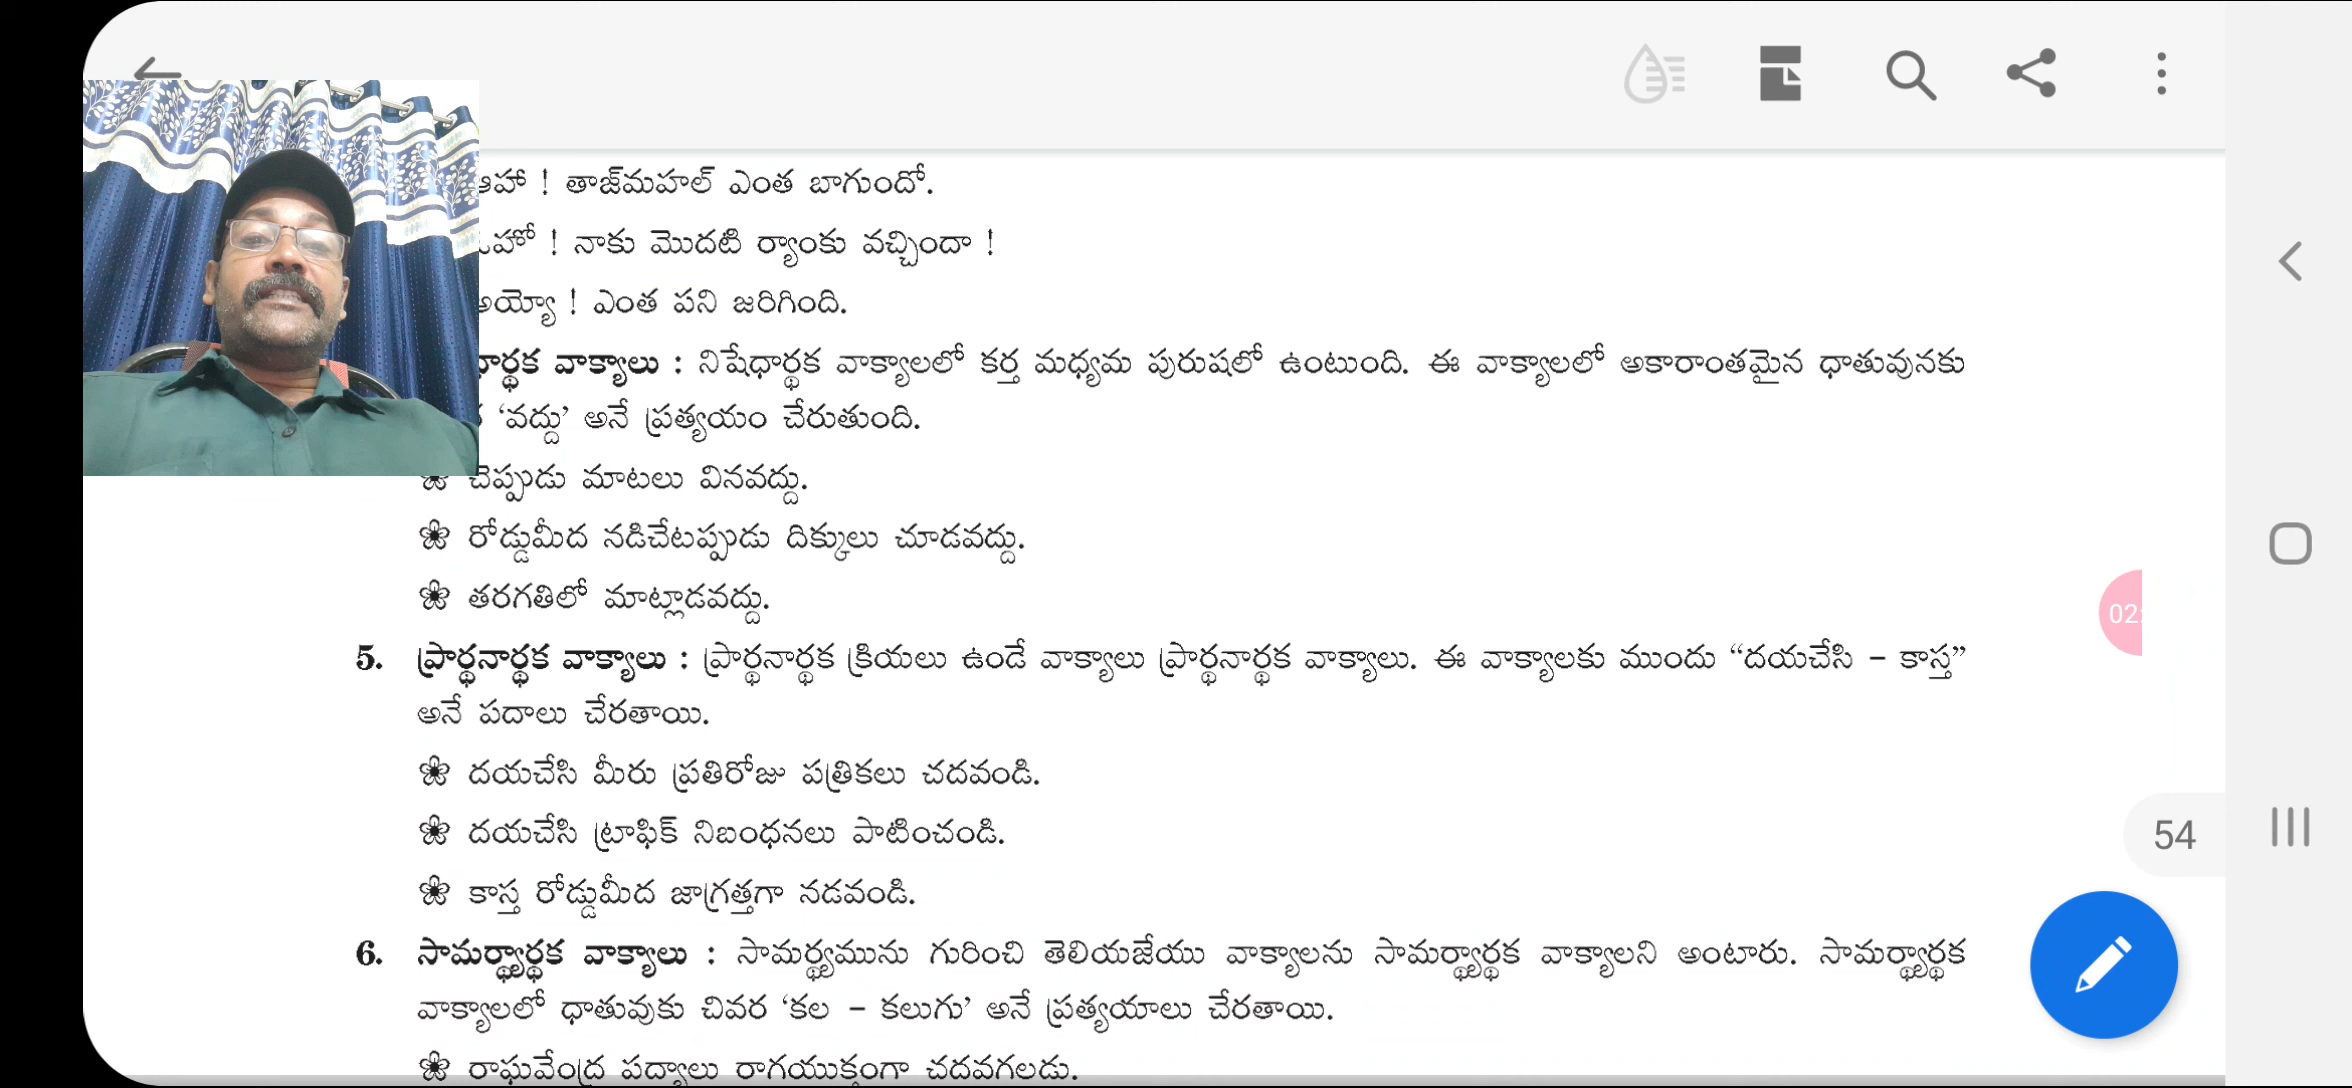 ఆహా ! తాజ్‌మహల్ ఎంత బాగుందో.
ఓహో ! నాకు మొదటి ర్యాంకు వచ్చిందా !
అయ్యో ! ఎంత పని జరిగింది.
వాక్యాలు : నిషేధార్థక వాక్యాలలో కర్త మధ్యమ పురుషలో ఉంటుంది. ఈ వాక్యాలలో అకారాంతమైన ధాతువునకు
‘వద్దు’ అనే ప్రత్యయం చేరుతుంది.
❀ చెప్పుడు మాటలు వినవద్దు.
❀ రోడ్డుమీద నడిచేటప్పుడు దిక్కులు చూడవద్దు.
❀ తరగతిలో మాట్లాడవద్దు.
02:
5. ప్రార్థనార్థక వాక్యాలు : ప్రార్థనార్థక క్రియలు ఉండే వాక్యాలు ప్రార్థనార్థక వాక్యాలు. ఈ వాక్యాలకు ముందు “దయచేసి – కాస్త”
అనే పదాలు చేరతాయి.
❀ దయచేసి మీరు ప్రతిరోజు పత్రికలు చదవండి.
❀ దయచేసి ట్రాఫిక్ నిబంధనలు పాటించండి.
54
❀ కాస్త రోడ్డుమీద జాగ్రత్తగా నడవండి.
6. సామర్థ్యార్థక వాక్యాలు : సామర్థ్యమును గురించి తెలియజేయు వాక్యాలను సామర్థ్యార్థక వాక్యాలని అంటారు. సామర్థ్యార్థక
వాక్యాలలో ధాతువుకు చివర ‘కల – కలుగు’ అనే ప్రత్యయాలు చేరతాయి.
❀ రాఘవేంద్ర పద్యాలు రాగయుక్తంగా చదవగలడు.